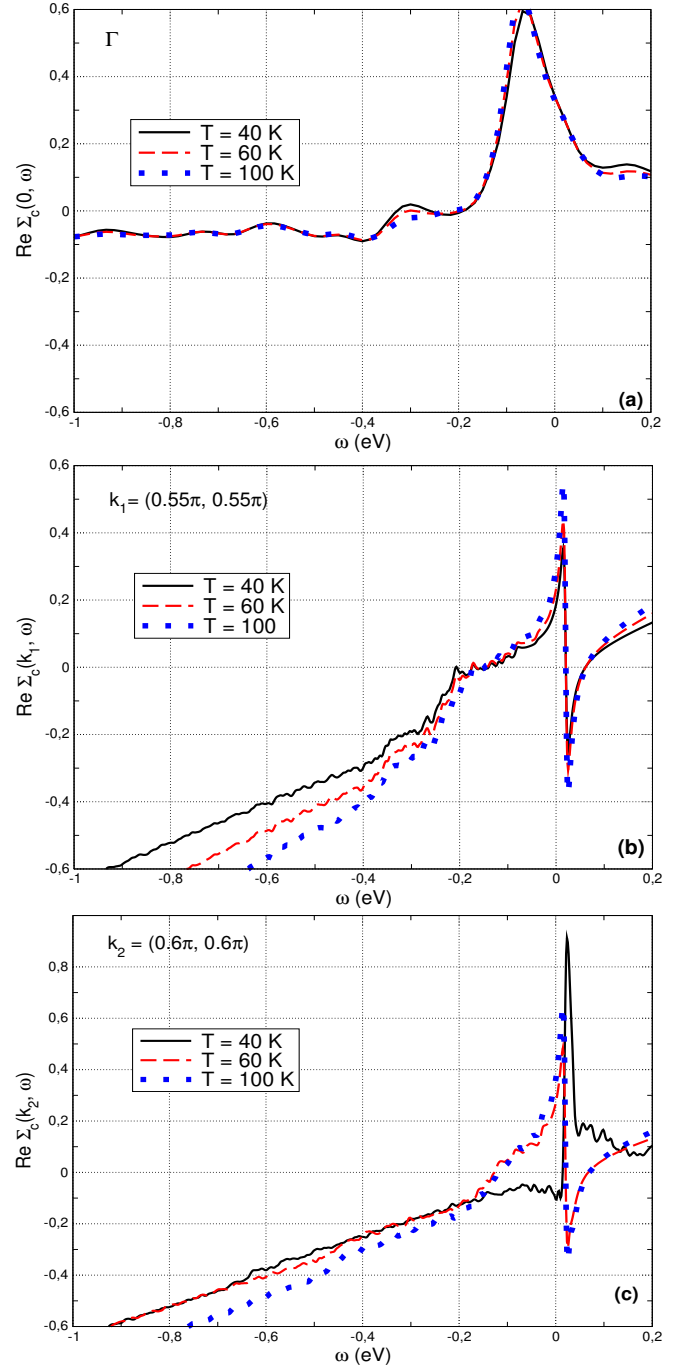 0,6
Γ
0,4
T = 40 K
T = 60 K
T = 100 K
0,2
Re Σc(0, ω)
0
-0,2
-0,4
-0,6
(a)
-1 -0,8 -0,6 -0,4 -0,2 0 0,2
ω (eV)
0,6
k1= (0.55π, 0.55π)
0,4
T = 40 K
T = 60 K
T = 100
0,2
Re Σc(k1, ω)
0
-0,2
-0,4
-0,6
(b)
-1 -0,8 -0,6 -0,4 -0,2 0 0,2
ω (eV)
k2 = (0.6π, 0.6π)
0,8
0,6
T = 40 K
T = 60 K
T = 100 K
0,4
Re Σc(k2, ω)
0,2
0
-0,2
-0,4
-0,6
(c)
-1 -0,8 -0,6 -0,4 -0,2 0 0,2
ω (eV)